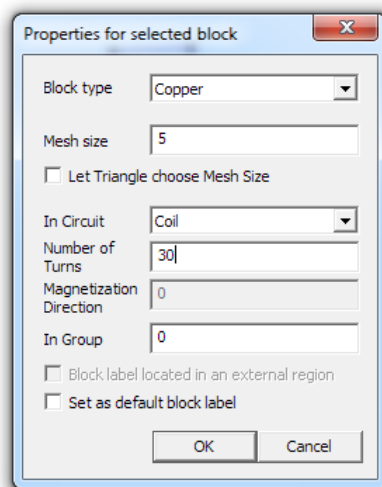 Properties for selected block
Block type Copper
Mesh size 5
Let Triangle choose Mesh Size
In Circuit Coil
Number of
Turns 30
Magnetization
Direction 0
In Group 0
Block label located in an external region
Set as default block label
OK Cancel